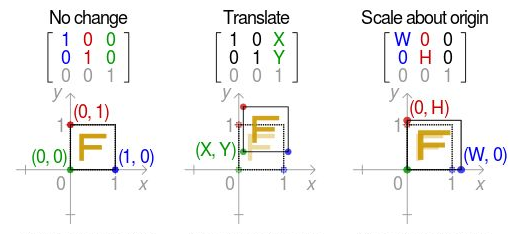 No change
1 0 0
0 1 0
0 0 1
y
(0, 1)
1
F
(0, 0)
(1, 0)
0
1
x
Translate
1 0 X
0 1 Y
0 0 1
y
1
F
F
(X, Y)
0
1
x
Scale about origin
W 0 0
0 H 0
0 0 1
y
(0, H)
1
F
F
(W, 0)
0
1
x